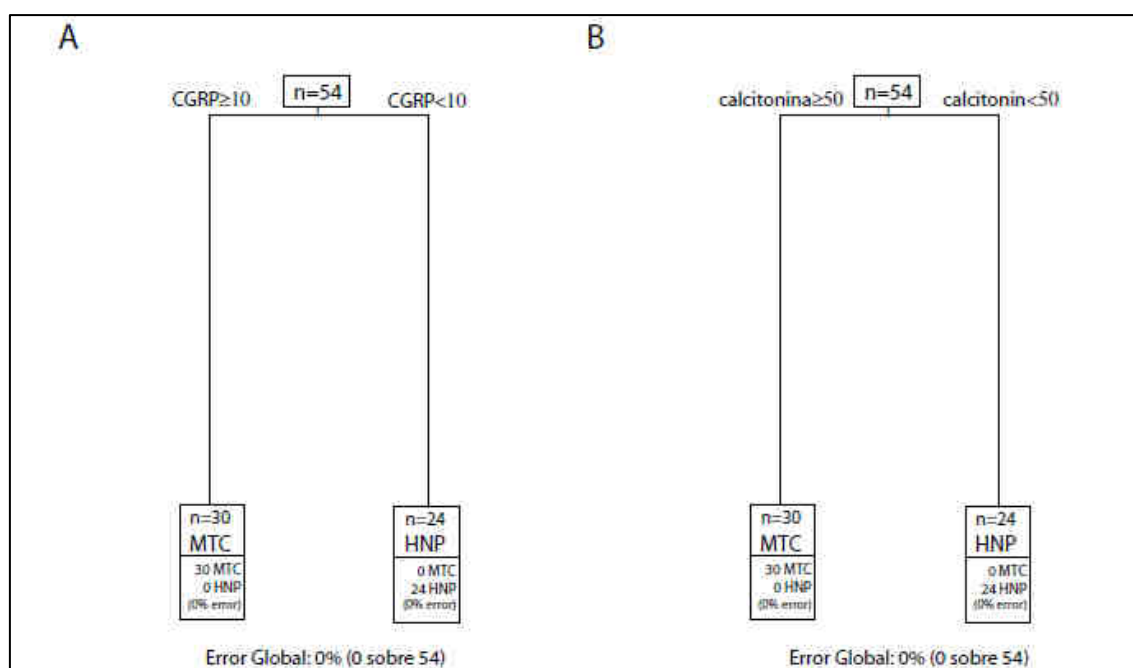 A
CGRP≥10
n=54
CGRP<10
n=30
MTC
30 MTC
0 HNP
(0% error)
n=24
HNP
0 MTC
24 HNP
(0% error)
Error Global: 0% (0 sobre 54)
B
calcitonina≥50
n=54
calcitonin<50
n=30
MTC
30 MTC
0 HNP
(0% error)
n=24
HNP
0 MTC
24 HNP
(0% error)
Error Global: 0% (0 sobre 54)